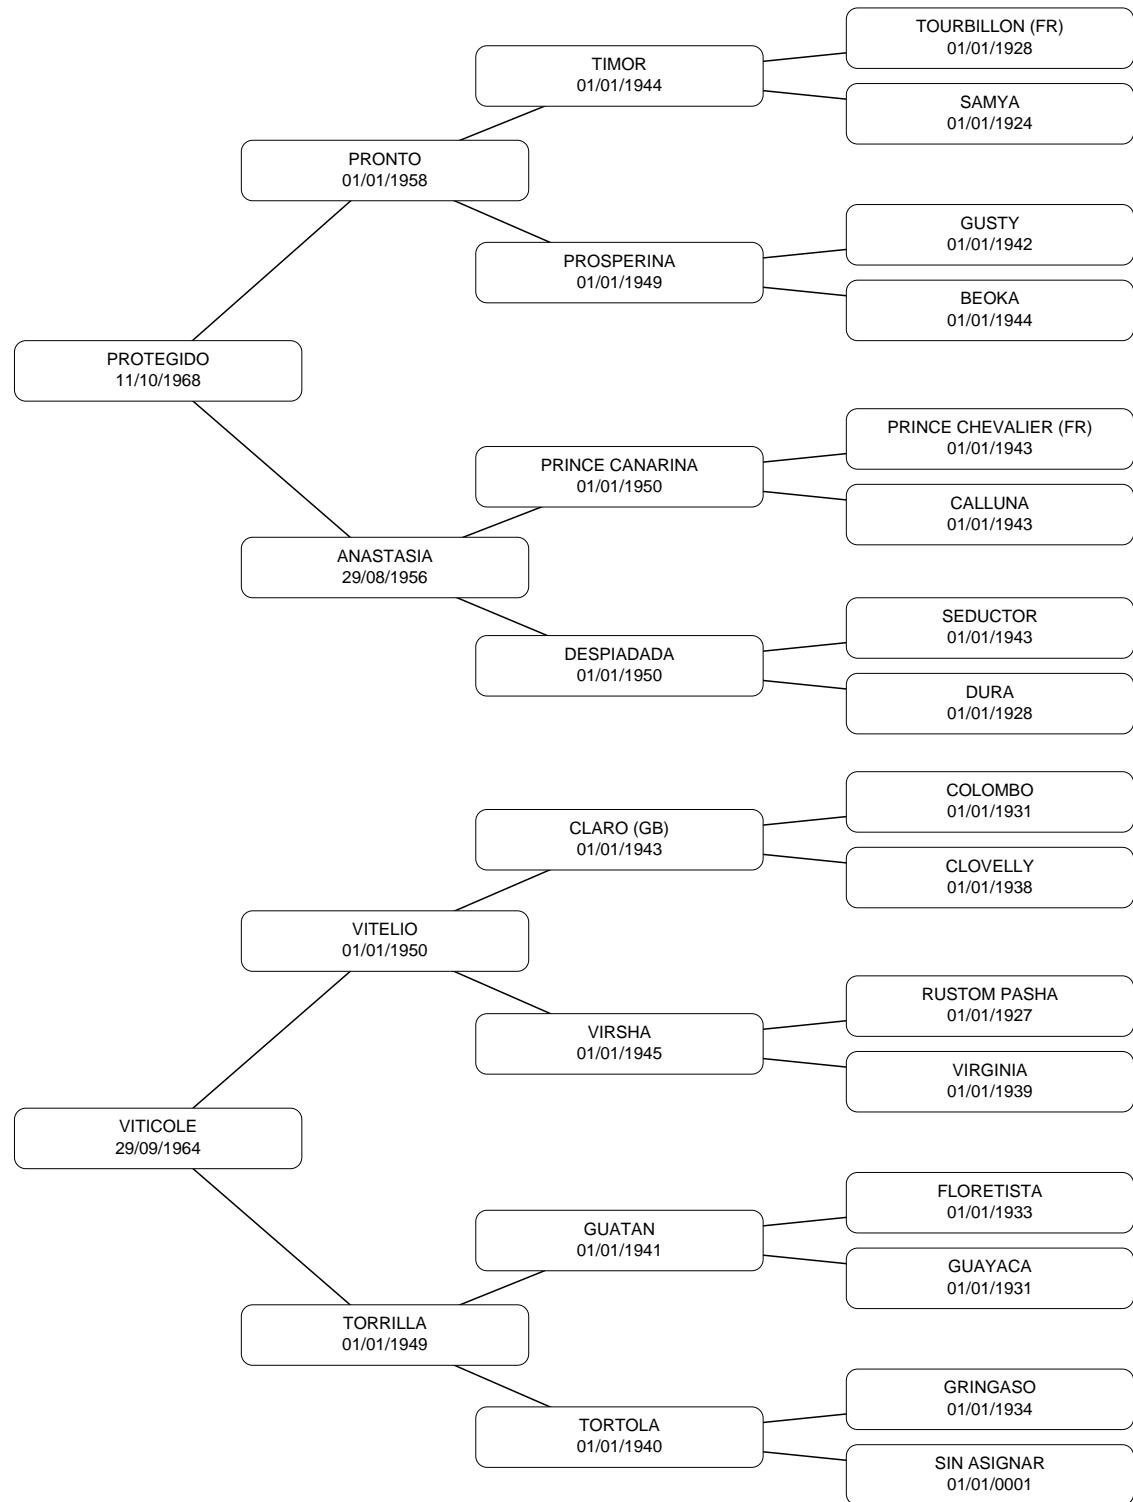 TOURBILLON (FR)
01/01/1928
TIMOR
01/01/1944
SAMYA
01/01/1924
PRONTO
01/01/1958
GUSTY
01/01/1942
PROSPERINA
01/01/1949
BEOKA
01/01/1944
PROTEGIDO
11/10/1968
PRINCE CHEVALIER (FR)
01/01/1943
PRINCE CANARINA
01/01/1950
CALLUNA
01/01/1943
ANASTASIA
29/08/1956
SEDUCTOR
01/01/1943
DESPIADADA
01/01/1950
DURA
01/01/1928
COLOMBO
01/01/1931
CLARO (GB)
01/01/1943
CLOVELLY
01/01/1938
VITELIO
01/01/1950
RUSTOM PASHA
01/01/1927
VIRSHA
01/01/1945
VIRGINIA
01/01/1939
VITICOLE
29/09/1964
FLORETISTA
01/01/1933
GUATAN
01/01/1941
GUAYACA
01/01/1931
TORRILLA
01/01/1949
GRINGASO
01/01/1934
TORTOLA
01/01/1940
SIN ASIGNAR
01/01/0001